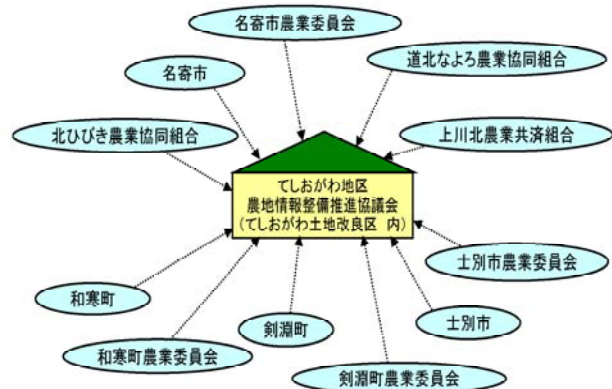 名寄市農業委員会
道北なよろ農業協同組合
名寄市
北ひびき農業協同組合
上川北農業共済組合
てしおがわ地区
農地情報整備推進協議会
(てしおがわ土地改良区 内)
士別市農業委員会
和寒町
剣淵町
士別市
和寒町農業委員会
剣淵町農業委員会